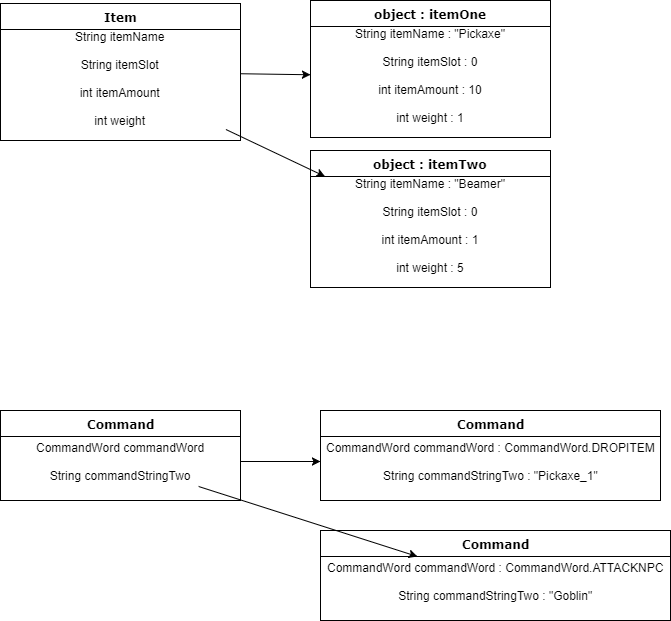 Item
String itemName
String itemSlot
int itemAmount
int weight
object : itemOne
String itemName : "Pickaxe"
String itemSlot : 0
int itemAmount : 10
int weight : 1
object : itemTwo
String itemName : "Beamer"
String itemSlot : 0
int itemAmount : 1
int weight : 5
Command
CommandWord commandWord
String commandStringTwo
Command
CommandWord commandWord : CommandWord.DROPITEM
String commandStringTwo : "Pickaxe_1"
Command
CommandWord commandWord : CommandWord.ATTACKNPC
String commandStringTwo : "Goblin"